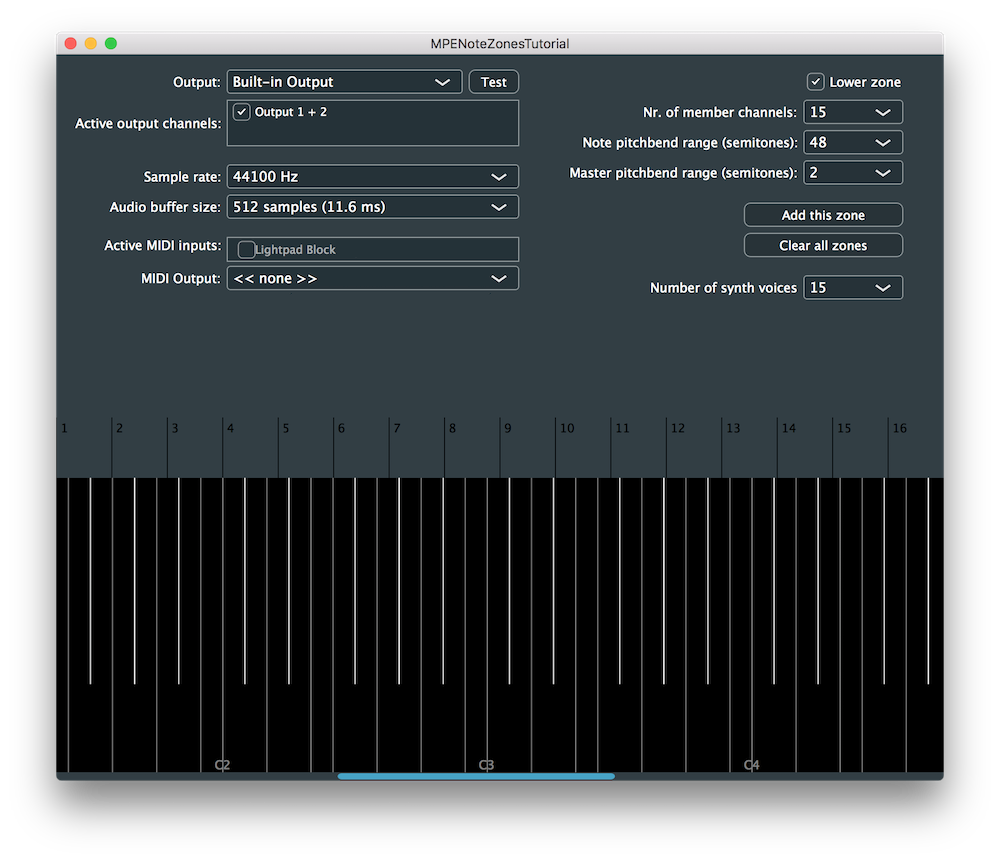 MPENoteZonesTutorial
Output: Built-in Output Test
Active output channels: Output 1 + 2
Sample rate: 44100 Hz
Audio buffer size: 512 samples (11.6 ms)
Active MIDI inputs: Lightpad Block
MIDI Output: << none >>
Lower zone
Nr. of member channels: 15
Note pitchbend range (semitones): 48
Master pitchbend range (semitones): 2
Add this zone
Clear all zones
Number of synth voices 15
1 2 3 4 5 6 7 8 9 10 11 12 13 14 15 16
C2 C3 C4